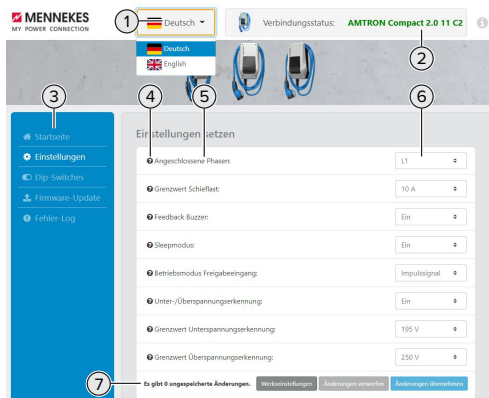 MENNEKES
MY POWER CONNECTION
1
Deutsch
Verbindungsstatus: AMTRON Compact 2.0 11 C2
Deutsch
English
2
3
4
5
6
Startseite
Einstellungen
Dip-Switches
Firmware-Update
Fehler-Log
Einstellungen setzen
Angeschlossene Phasen: L1
Grenzwert Schieflast: 10 A
Feedback Buzzer: Ein
Sleepmodus: Ein
Betriebsmodus Freigabeeingang: Impulssignal
Unter-/Überspannungserkennung: Ein
Grenzwert Unterspannungserkennung: 195 V
Grenzwert Überspannungserkennung: 250 V
7
Es gibt 0 ungespeicherte Änderungen. Werkseinstellungen Änderungen verwerfen Änderungen übernehmen